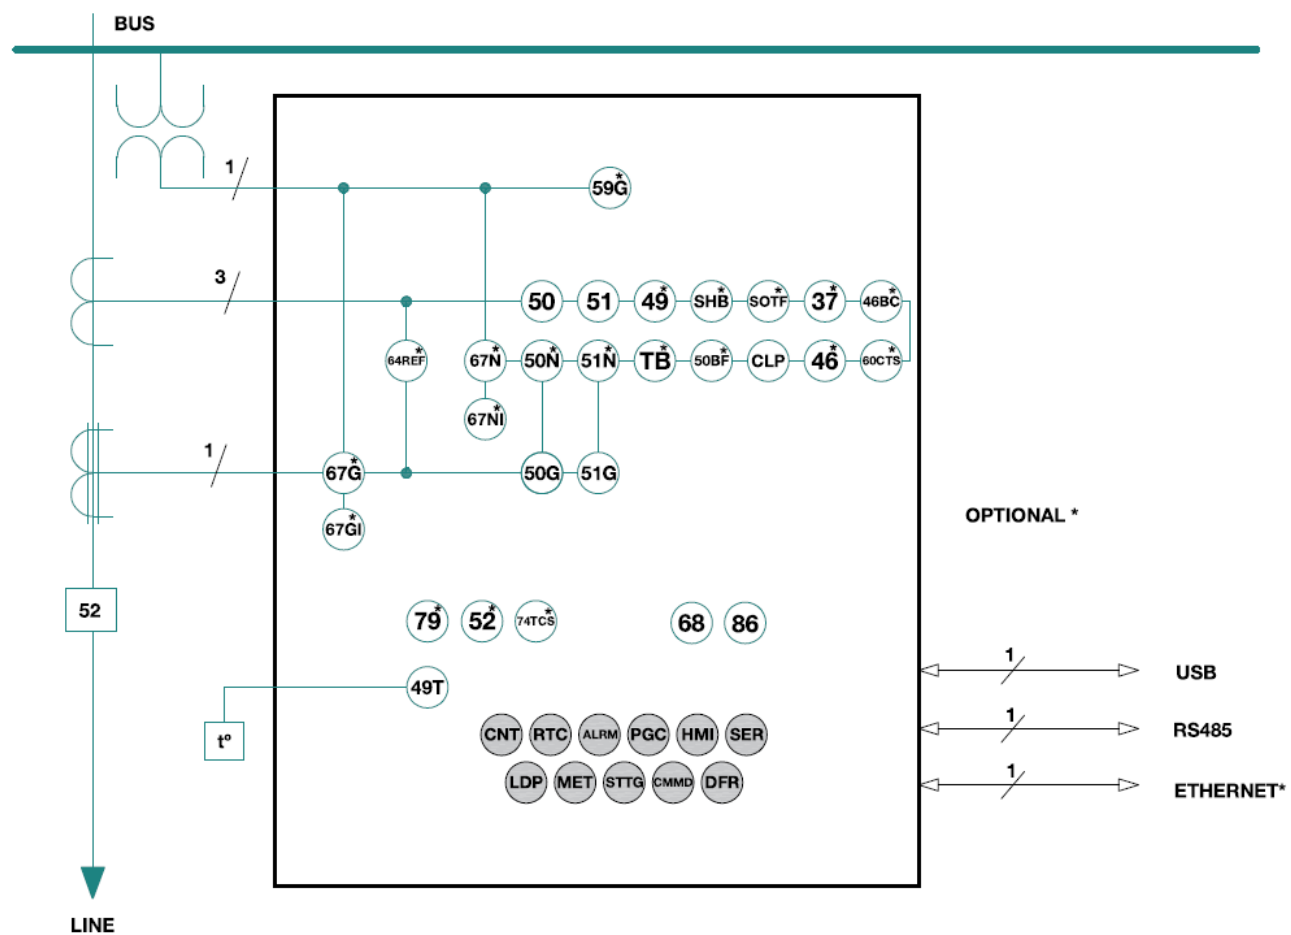 BUS
1
59G*
3
50 51 49* SHB* SOTF* 37* 46BC*
64REF* 67N* 50N* 51N* TB* 50BF* CLP 46* 60CTS*
67NI*
1
67G* 50G 51G
67GI*
OPTIONAL *
52
79* 52* 74TCS* 68 86
1
USB
49T
1
tº
CNT RTC ALRM PGC HMI SER
RS485
1
LDP MET STTG CMMD DFR
ETHERNET*
LINE